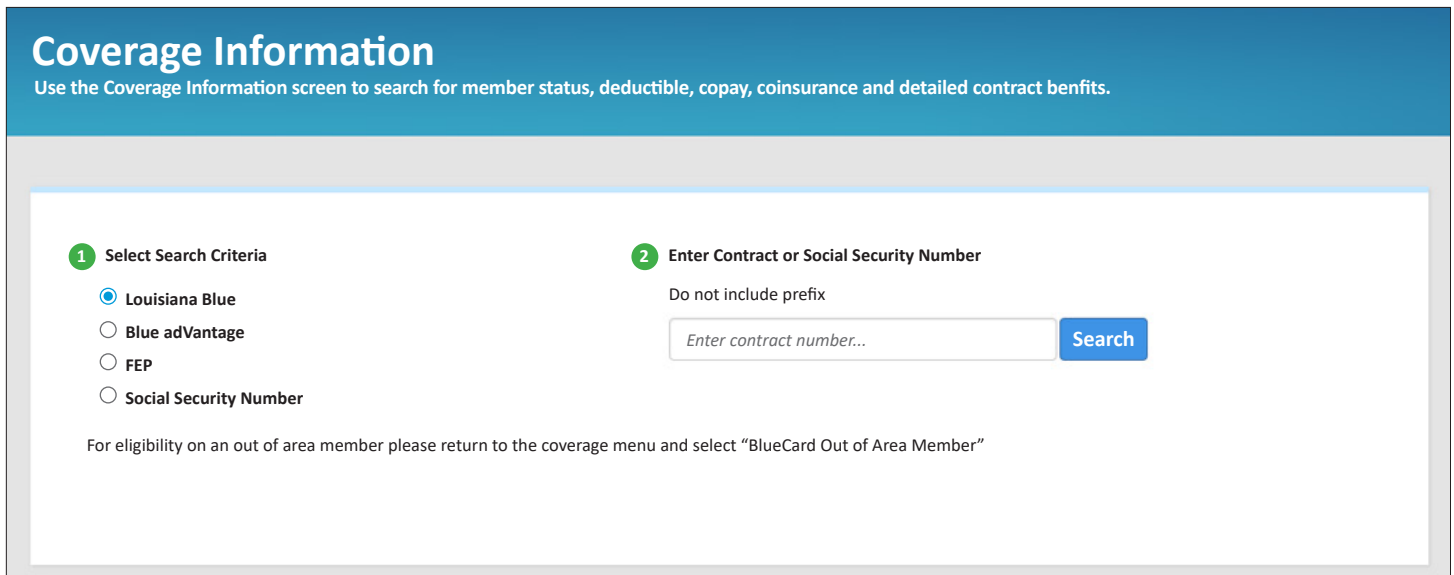 Coverage Information
Use the Coverage Information screen to search for member status, deductible, copay, coinsurance and detailed contract benfits.
1 Select Search Criteria
Louisiana Blue
Blue adVantage
FEP
Social Security Number
2 Enter Contract or Social Security Number
Do not include prefix
Enter contract number...
Search
For eligibility on an out of area member please return to the coverage menu and select “BlueCard Out of Area Member”